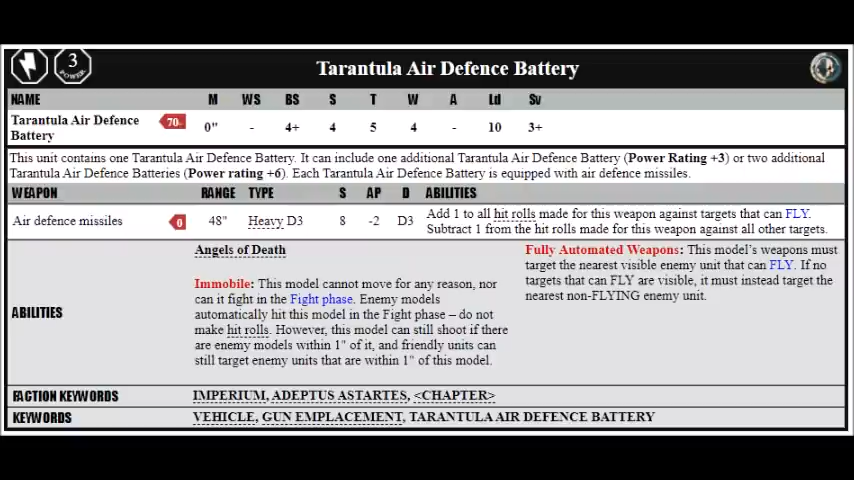 3
POWER
Tarantula Air Defence Battery
NAME M WS BS S T W A Ld Sv
Tarantula Air Defence 70
Battery 0" - 4+ 4 5 4 - 10 3+
This unit contains one Tarantula Air Defence Battery. It can include one additional Tarantula Air Defence Battery (Power Rating +3) or two additional
Tarantula Air Defence Batteries (Power rating +6). Each Tarantula Air Defence Battery is equipped with air defence missiles.
WEAPON RANGE TYPE S AP D ABILITIES
Air defence missiles 0 48" Heavy D3 8 -2 D3 Add 1 to all hit rolls made for this weapon against targets that can FLY.
Subtract 1 from the hit rolls made for this weapon against all other targets.
ABILITIES
Angels of Death
Immobile: This model cannot move for any reason, nor
can it fight in the Fight phase. Enemy models
automatically hit this model in the Fight phase – do not
make hit rolls. However, this model can still shoot if there
are enemy models within 1" of it, and friendly units can
still target enemy units that are within 1" of this model.
Fully Automated Weapons: This model's weapons must
target the nearest visible enemy unit that can FLY. If no
targets that can FLY are visible, it must instead target the
nearest non-FLYING enemy unit.
FACTION KEYWORDS IMPERIUM, ADEPTUS ASTARTES, <CHAPTER>
KEYWORDS VEHICLE, GUN EMPLACEMENT, TARANTULA AIR DEFENCE BATTERY